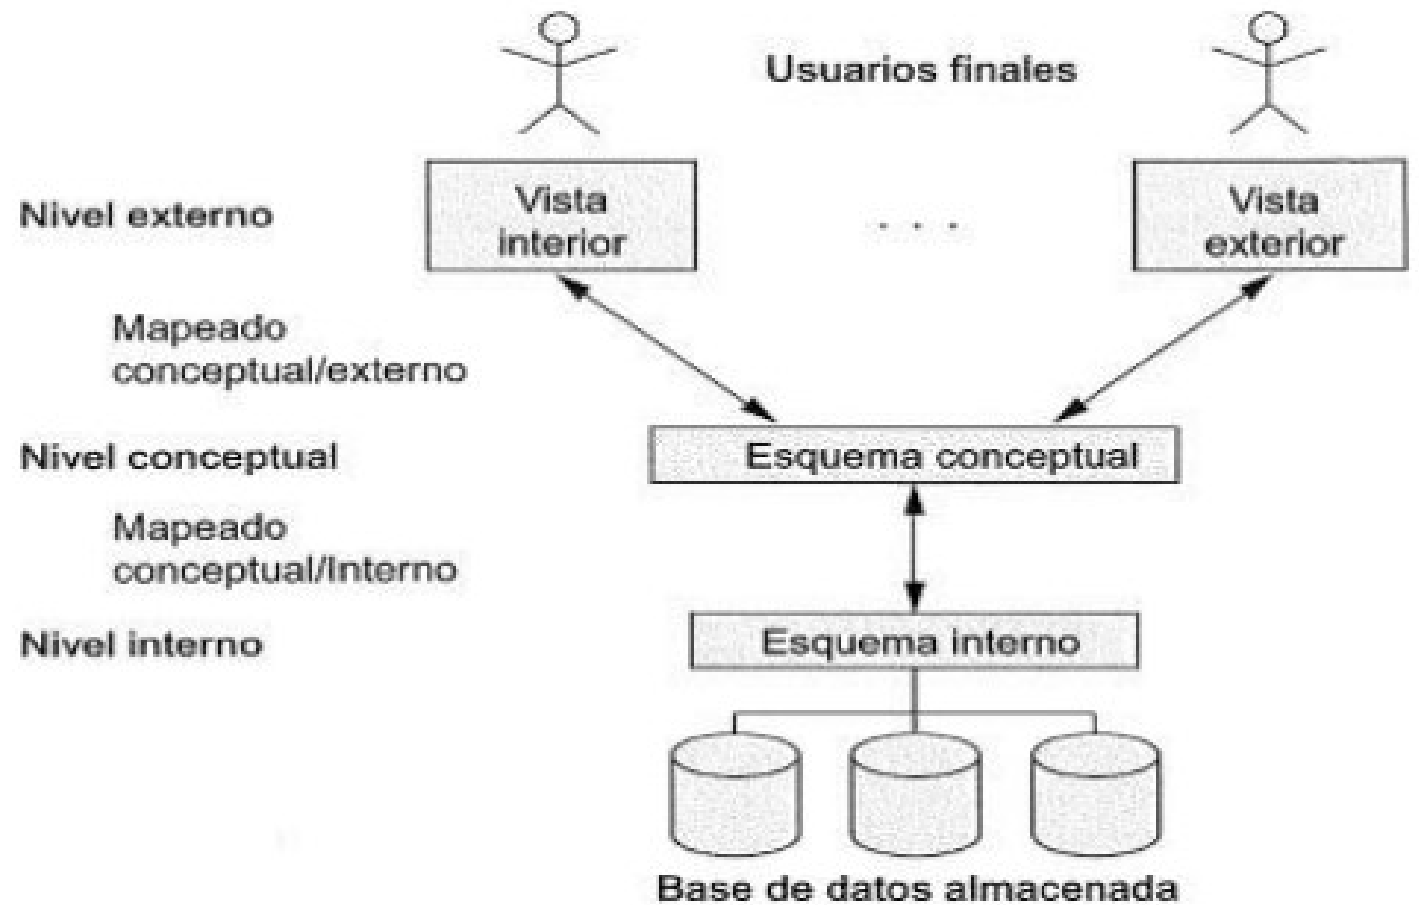 Usuarios finales
Nivel externo
Vista
interior
. . .
Vista
exterior
Mapeado
conceptual/externo
Nivel conceptual
Esquema conceptual
Mapeado
conceptual/Interno
Nivel interno
Esquema interno
Base de datos almacenada